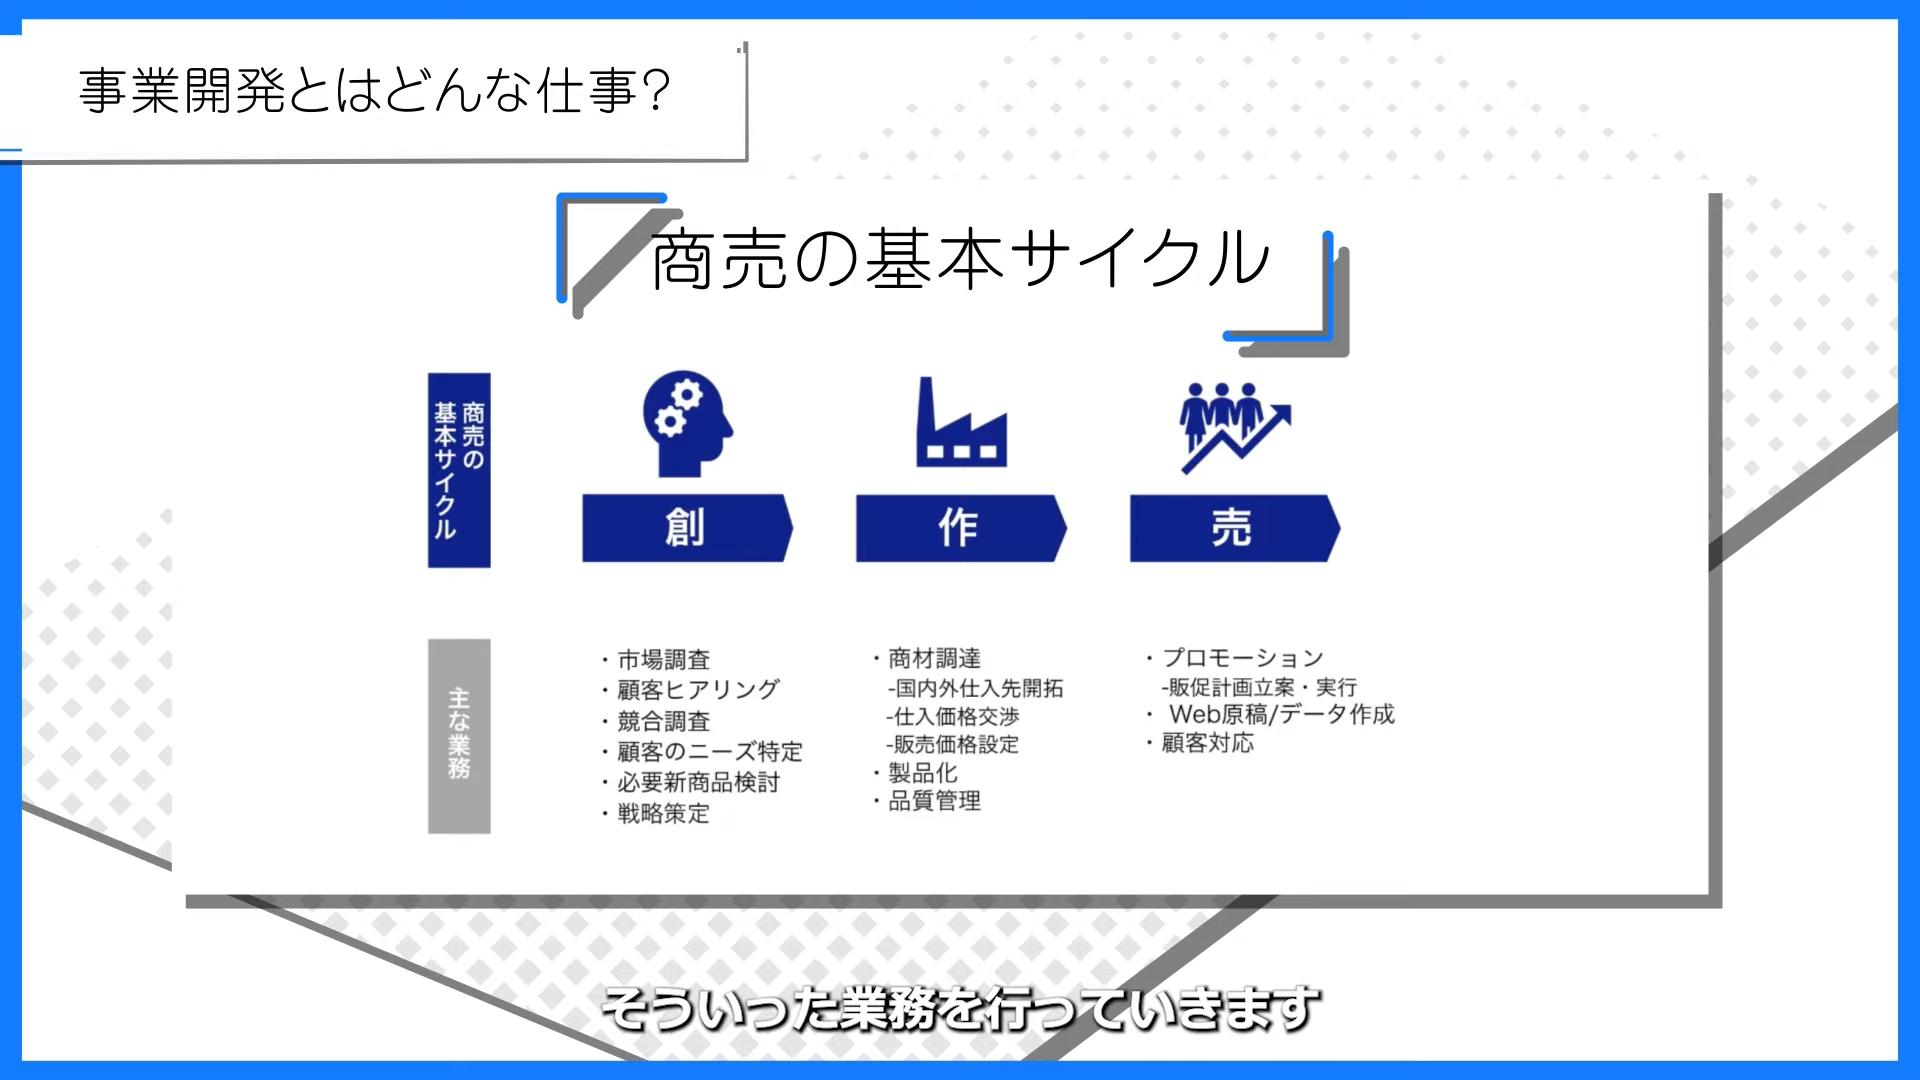 事業開発とはどんな仕事?
商売の基本サイクル
商売の
基本サイクル
創
作
売
主な業務
・市場調査
・顧客ヒアリング
・競合調査
・顧客のニーズ特定
・必要新商品検討
・戦略策定
・商材調達
-国内外仕入先開拓
-仕入価格交渉
-販売価格設定
・製品化
・品質管理
・プロモーション
-販促計画立案・実行
・ Web原稿/データ作成
・顧客対応
そういった業務を行っていきます